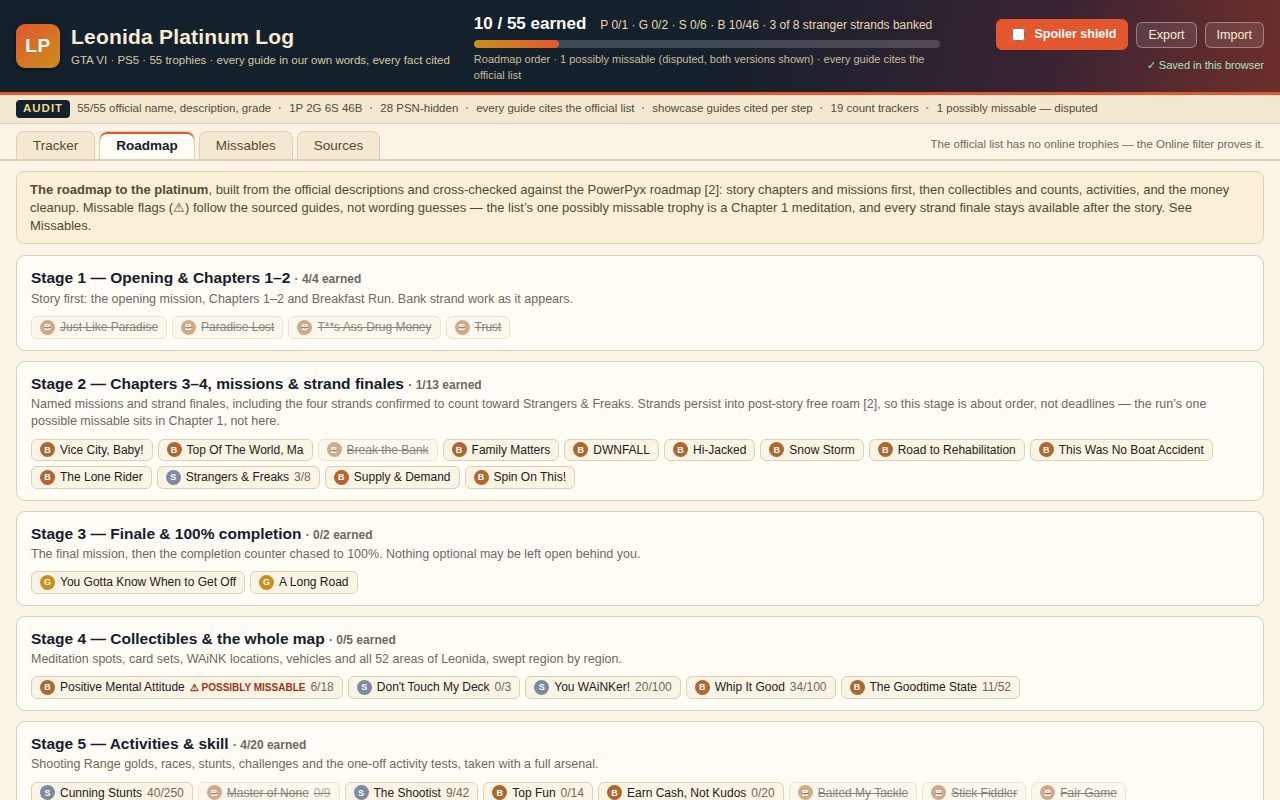 LP
Leonida Platinum Log
GTA VI · PS5 · 55 trophies · every guide in our own words, every fact cited
10 / 55 earned P 0/1 · G 0/2 · S 0/6 · B 10/46 · 3 of 8 stranger strands banked
Roadmap order · 1 possibly missable (disputed, both versions shown) · every guide cites the
official list
Spoiler shield
Export
Import
✓ Saved in this browser
AUDIT 55/55 official name, description, grade · 1P 2G 6S 46B · 28 PSN-hidden · every guide cites the official list · showcase guides cited per step · 19 count trackers · 1 possibly missable — disputed
Tracker Roadmap Missables Sources
The official list has no online trophies — the Online filter proves it.
The roadmap to the platinum, built from the official descriptions and cross-checked against the PowerPyx roadmap [2]: story chapters and missions first, then collectibles and counts, activities, and the money
cleanup. Missable flags (⚠) follow the sourced guides, not wording guesses — the list's one possibly missable trophy is a Chapter 1 meditation, and every strand finale stays available after the story. See
Missables.
Stage 1 — Opening & Chapters 1–2 · 4/4 earned
Story first: the opening mission, Chapters 1–2 and Breakfast Run. Bank strand work as it appears.
B Just Like Paradise B Paradise Lost B T**s Ass Drug Money B Trust
Stage 2 — Chapters 3–4, missions & strand finales · 1/13 earned
Named missions and strand finales, including the four strands confirmed to count toward Strangers & Freaks. Strands persist into post-story free roam [2], so this stage is about order, not deadlines — the run's one
possible missable sits in Chapter 1, not here.
B Vice City, Baby! B Top Of The World, Ma B Break the Bank B Family Matters B DWNFALL B Hi-Jacked B Snow Storm B Road to Rehabilitation B This Was No Boat Accident
B The Lone Rider S Strangers & Freaks 3/8 B Supply & Demand B Spin On This!
Stage 3 — Finale & 100% completion · 0/2 earned
The final mission, then the completion counter chased to 100%. Nothing optional may be left open behind you.
G You Gotta Know When to Get Off G A Long Road
Stage 4 — Collectibles & the whole map · 0/5 earned
Meditation spots, card sets, WAiNK locations, vehicles and all 52 areas of Leonida, swept region by region.
B Positive Mental Attitude ⚠ POSSIBLY MISSABLE 6/18 S Don't Touch My Deck 0/3 S You WAiNKer! 20/100 B Whip It Good 34/100 B The Goodtime State 11/52
Stage 5 — Activities & skill · 4/20 earned
Shooting Range golds, races, stunts, challenges and the one-off activity tests, taken with a full arsenal.
S Cunning Stunts 40/250 B Master of None 0/9 S The Shootist 9/42 B Top Fun 0/14 B Earn Cash, Not Kudos 0/20 B Baited My Tackle B Stick Fiddler B Fair Game